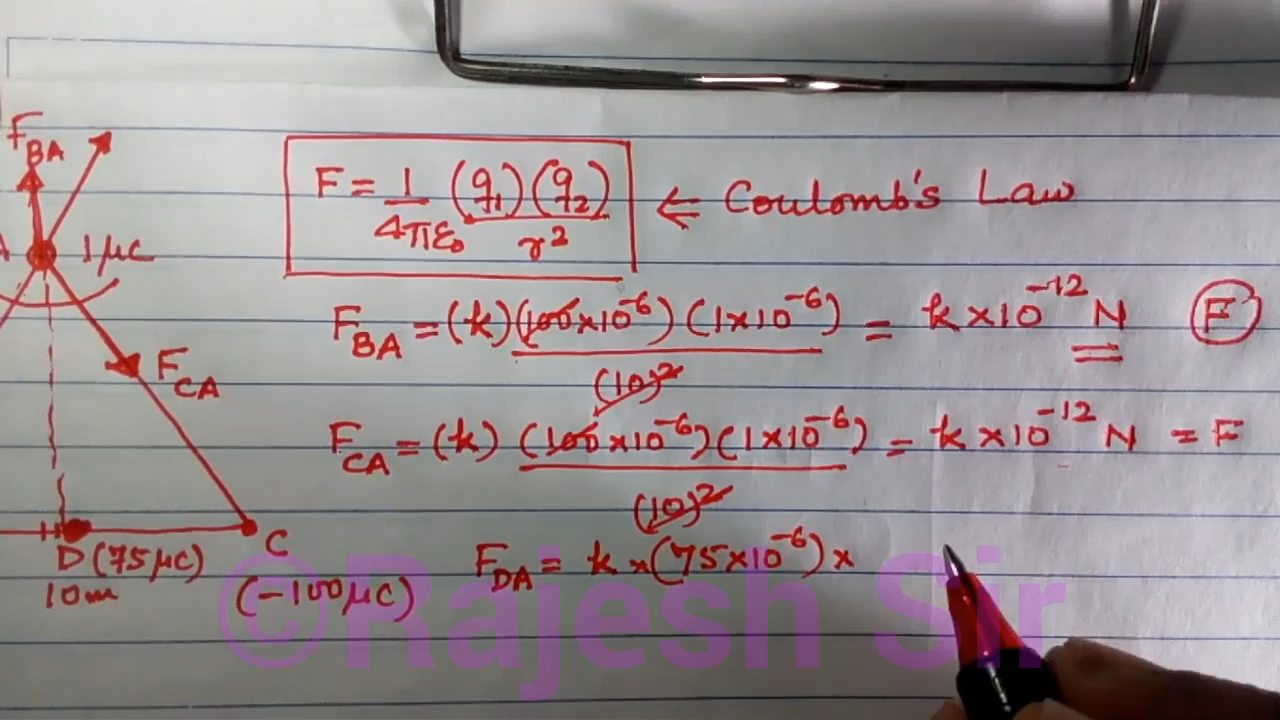 F_BA
A 1μC
F = 1/4πε₀ (q₁)(q₂)/r² ⇐ Coulomb's Law
F_BA = (k)(100×10⁻⁶)(1×10⁻⁶)/(10)² = k×10⁻¹² N F
F_CA
F_CA = (k)(100×10⁻⁶)(1×10⁻⁶)/(10)² = k×10⁻¹² N = F
D(75μC) C
10m (-100μC)
F_DA = k×(75×10⁻⁶)×
©Rajesh Sir